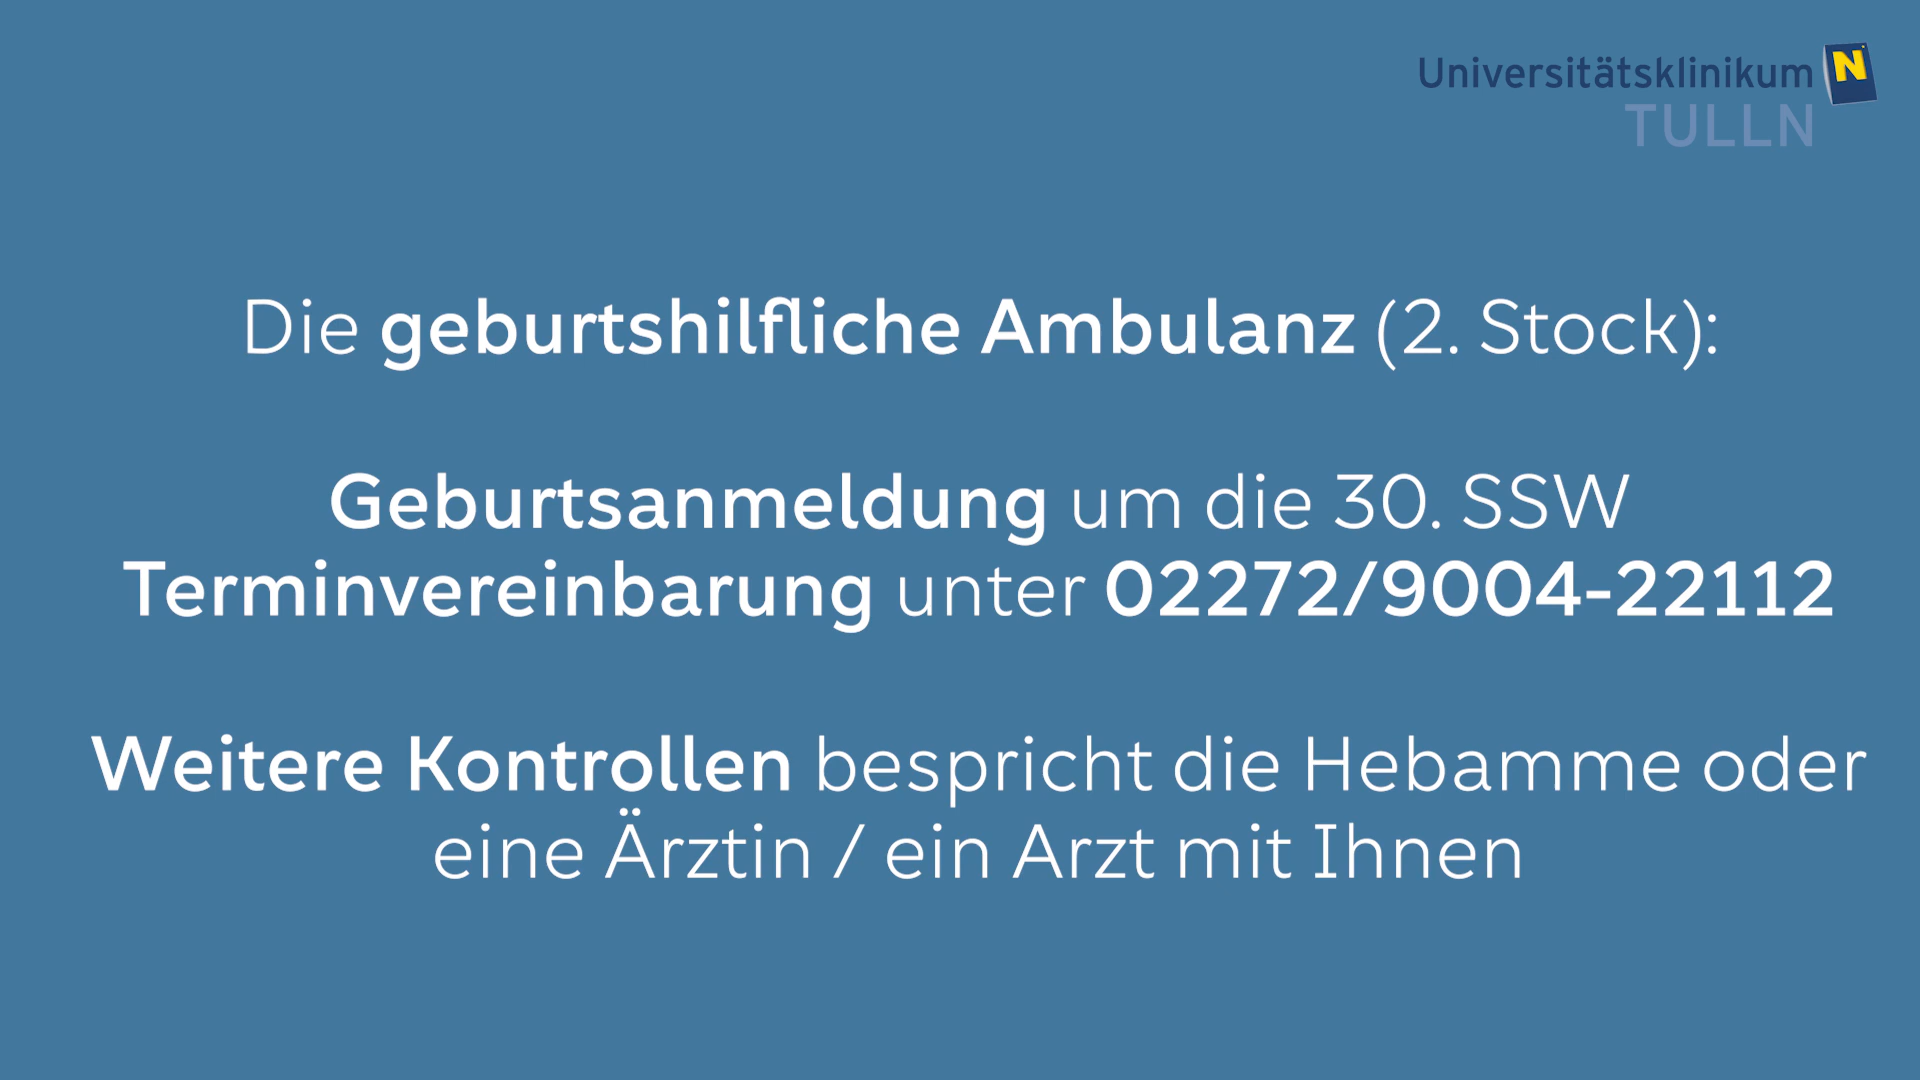 Universitätsklinikum N
TULLN
Die geburtshilfliche Ambulanz (2. Stock):
Geburtsanmeldung um die 30. SSW
Terminvereinbarung unter 02272/9004-22112
Weitere Kontrollen bespricht die Hebamme oder
eine Ärztin / ein Arzt mit Ihnen